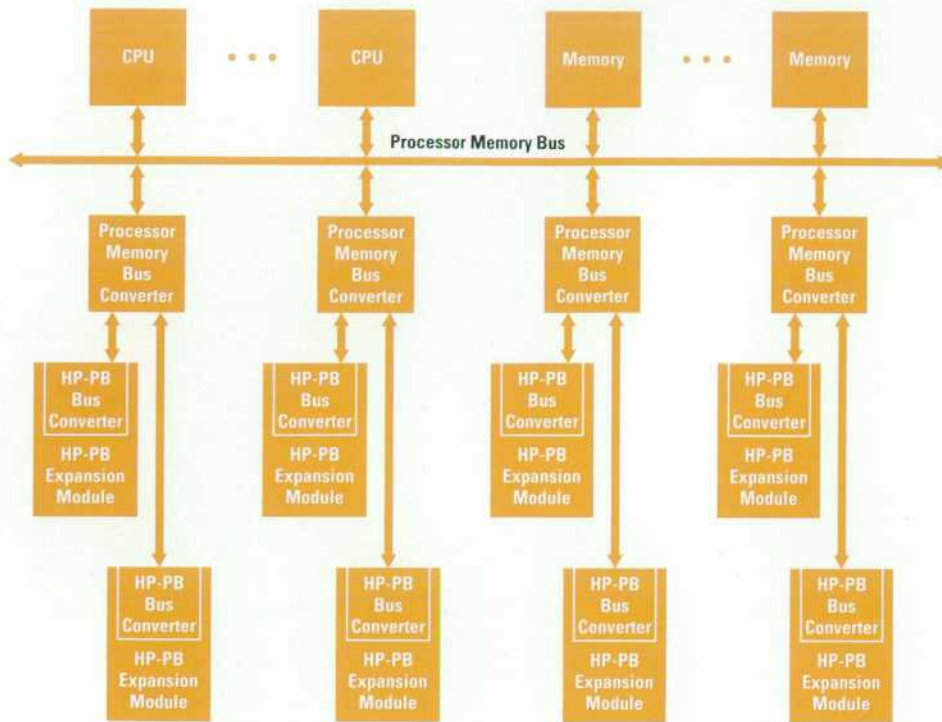 CPU
CPU
Memory
Memory
Processor Memory Bus
Processor
Memory
Bus
Converter
Processor
Memory
Bus
Converter
Processor
Memory
Bus
Converter
Processor
Memory
Bus
Converter
HP-PB
Bus
Converter
HP-PB
Expansion
Module
HP-PB
Bus
Converter
HP-PB
Expansion
Module
HP-PB
Bus
Converter
HP-PB
Expansion
Module
HP-PB
Bus
Converter
HP-PB
Expansion
Module
HP-PB
Bus
Converter
HP-PB
Expansion
Module
HP-PB
Bus
Converter
HP-PB
Expansion
Module
HP-PB
Bus
Converter
HP-PB
Expansion
Module
HP-PB
Bus
Converter
HP-PB
Expansion
Module